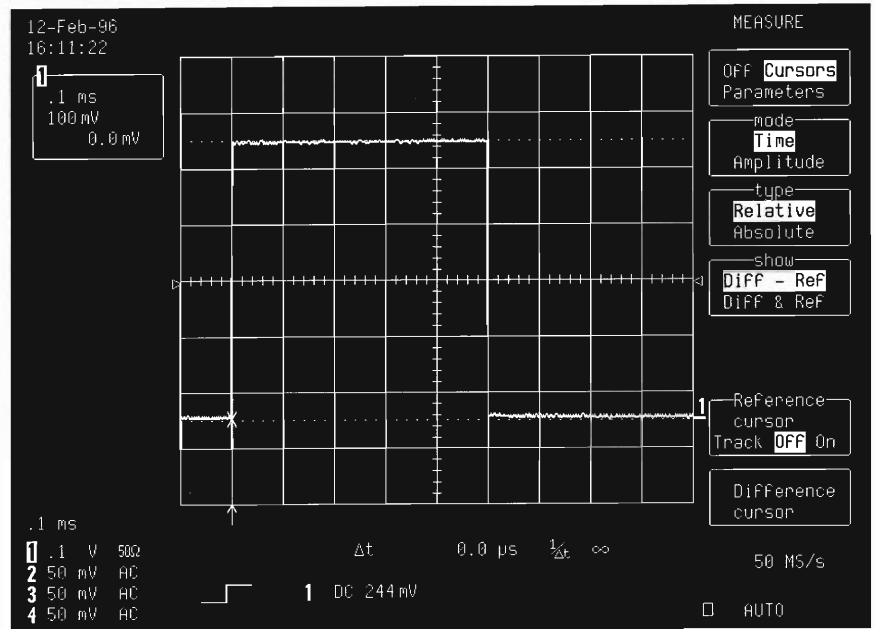 12-Feb-96
16:11:22
MEASURE
1
.1 ms
100 mV
0.0 mV
Off Cursors
Parameters
mode
Time
Amplitude
type
Relative
Absolute
show
Diff - Ref
Diff & Ref
1
Reference
cursor
Track Off On
Difference
cursor
.1 ms
1 .1 V 50Ω
2 50 mV AC
3 50 mV AC
4 50 mV AC
Δt 0.0 µs 1/Δt ∞
1 DC 244 mV
50 MS/s
AUTO